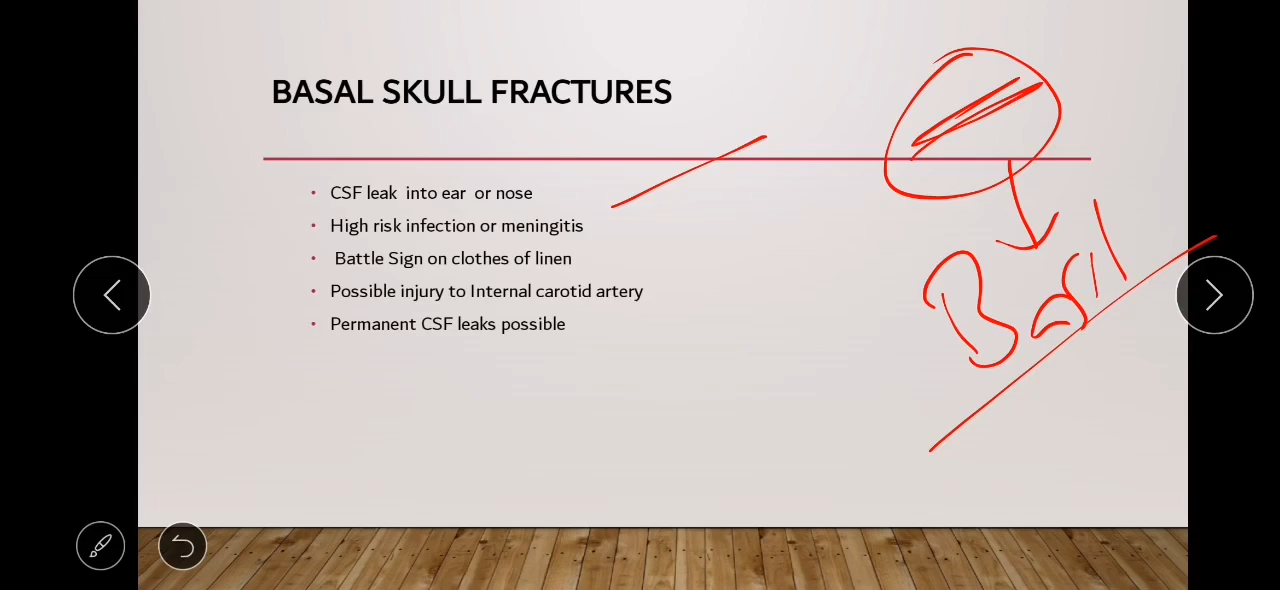 BASAL SKULL FRACTURES
• CSF leak into ear or nose
• High risk infection or meningitis
• Battle Sign on clothes of linen
• Possible injury to Internal carotid artery
• Permanent CSF leaks possible